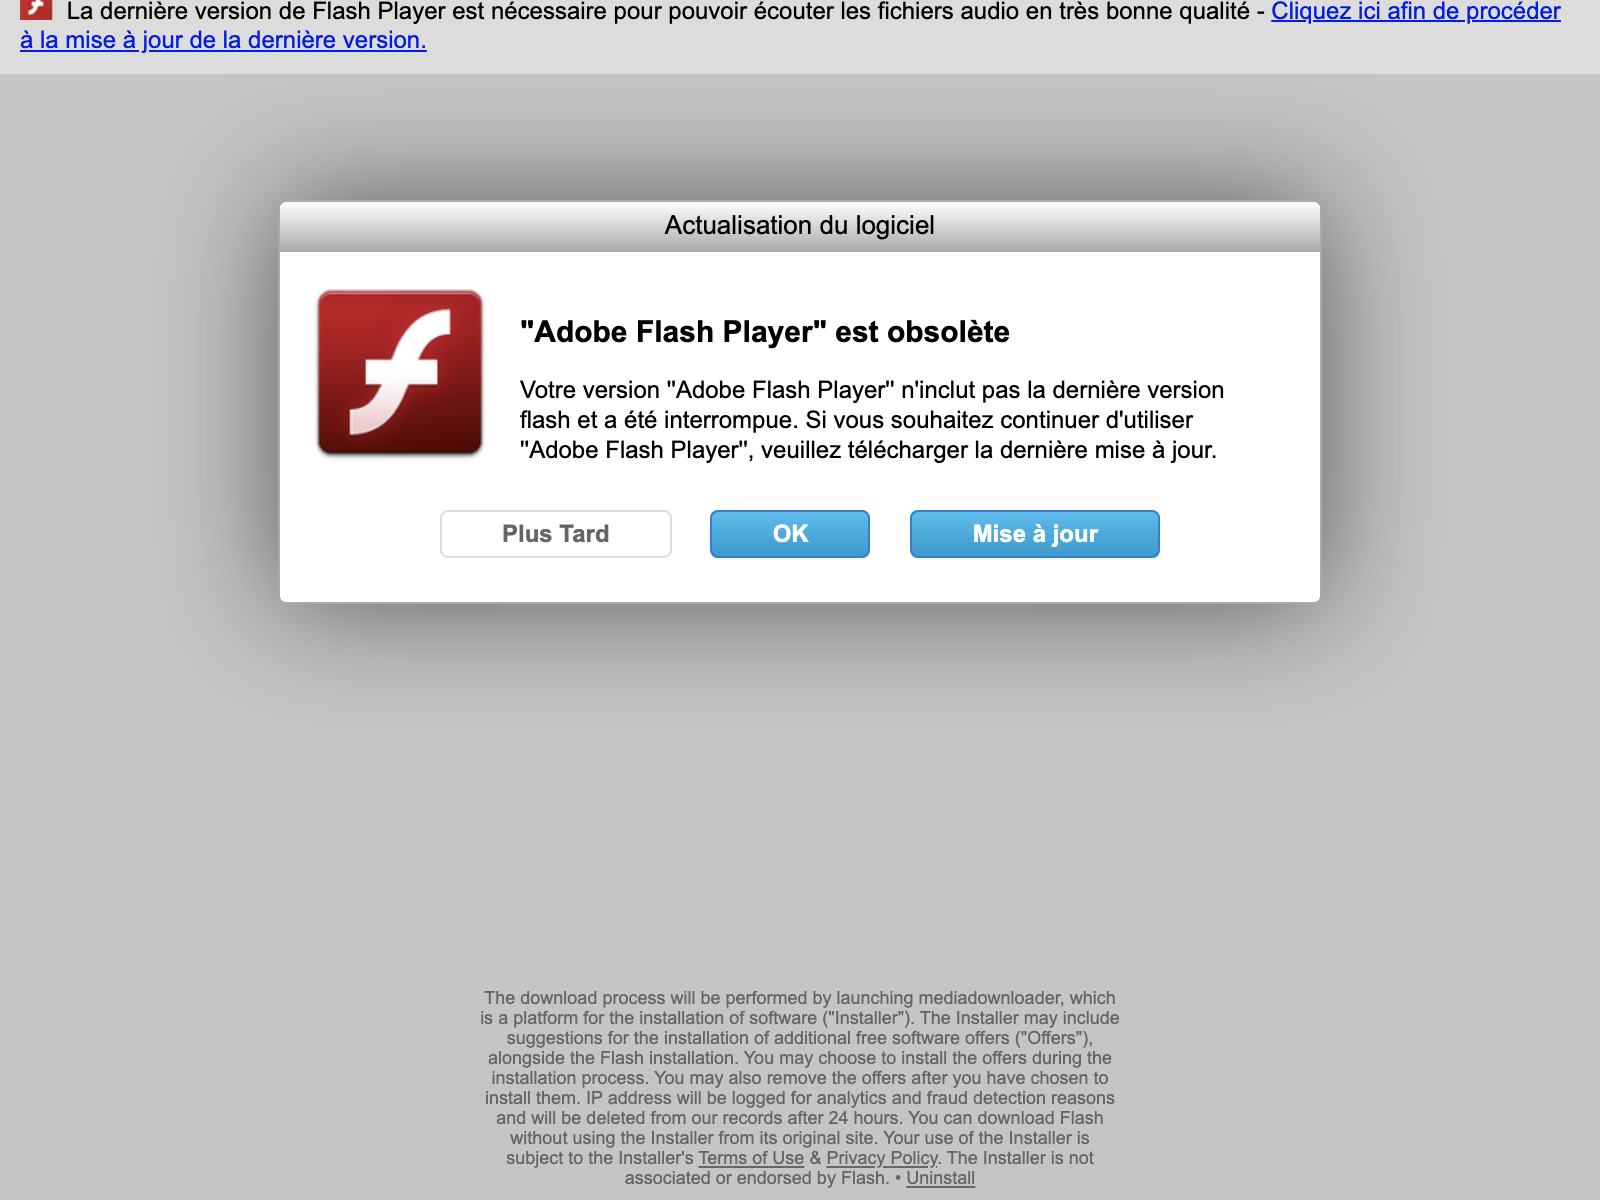 La dernière version de Flash Player est nécessaire pour pouvoir écouter les fichiers audio en très bonne qualité - Cliquez ici afin de procéder
à la mise à jour de la dernière version.
Actualisation du logiciel
"Adobe Flash Player" est obsolète
Votre version "Adobe Flash Player" n'inclut pas la dernière version
flash et a été interrompue. Si vous souhaitez continuer d'utiliser
"Adobe Flash Player", veuillez télécharger la dernière mise à jour.
Plus Tard
OK
Mise à jour
The download process will be performed by launching mediadownloader, which
is a platform for the installation of software ("Installer"). The Installer may include
suggestions for the installation of additional free software offers ("Offers"),
alongside the Flash installation. You may choose to install the offers during the
installation process. You may also remove the offers after you have chosen to
install them. IP address will be logged for analytics and fraud detection reasons
and will be deleted from our records after 24 hours. You can download Flash
without using the Installer from its original site. Your use of the Installer is
subject to the Installer's Terms of Use & Privacy Policy. The Installer is not
associated or endorsed by Flash. • Uninstall